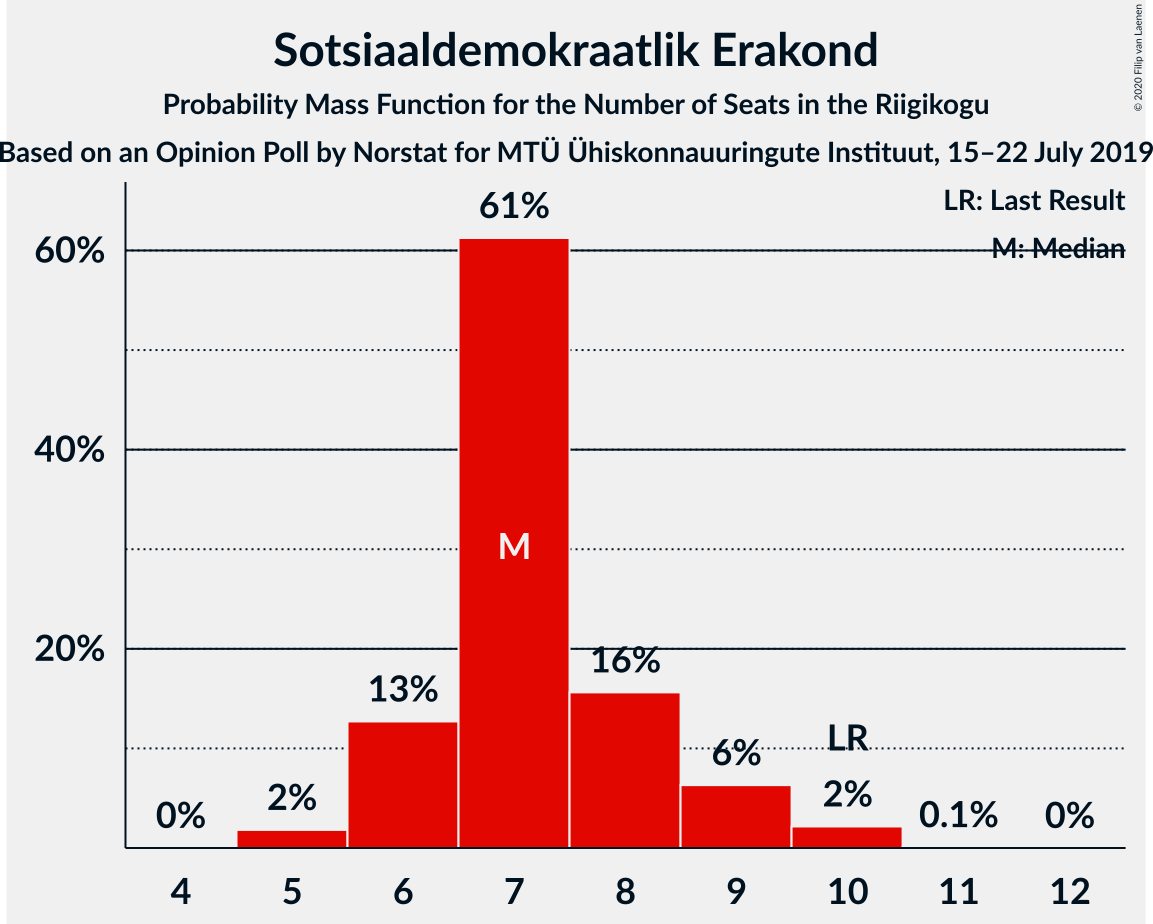 Sotsiaaldemokraatlik Erakond
Probability Mass Function for the Number of Seats in the Riigikogu
Based on an Opinion Poll by Norstat for MTÜ Ühiskonnauuringute Instituut, 15–22 July 2019
© 2020 Filip van Laenen
LR: Last Result
M: Median
60%
40%
20%
0%
2%
13%
61%
M
16%
6%
LR
2%
0.1%
0%
4 5 6 7 8 9 10 11 12